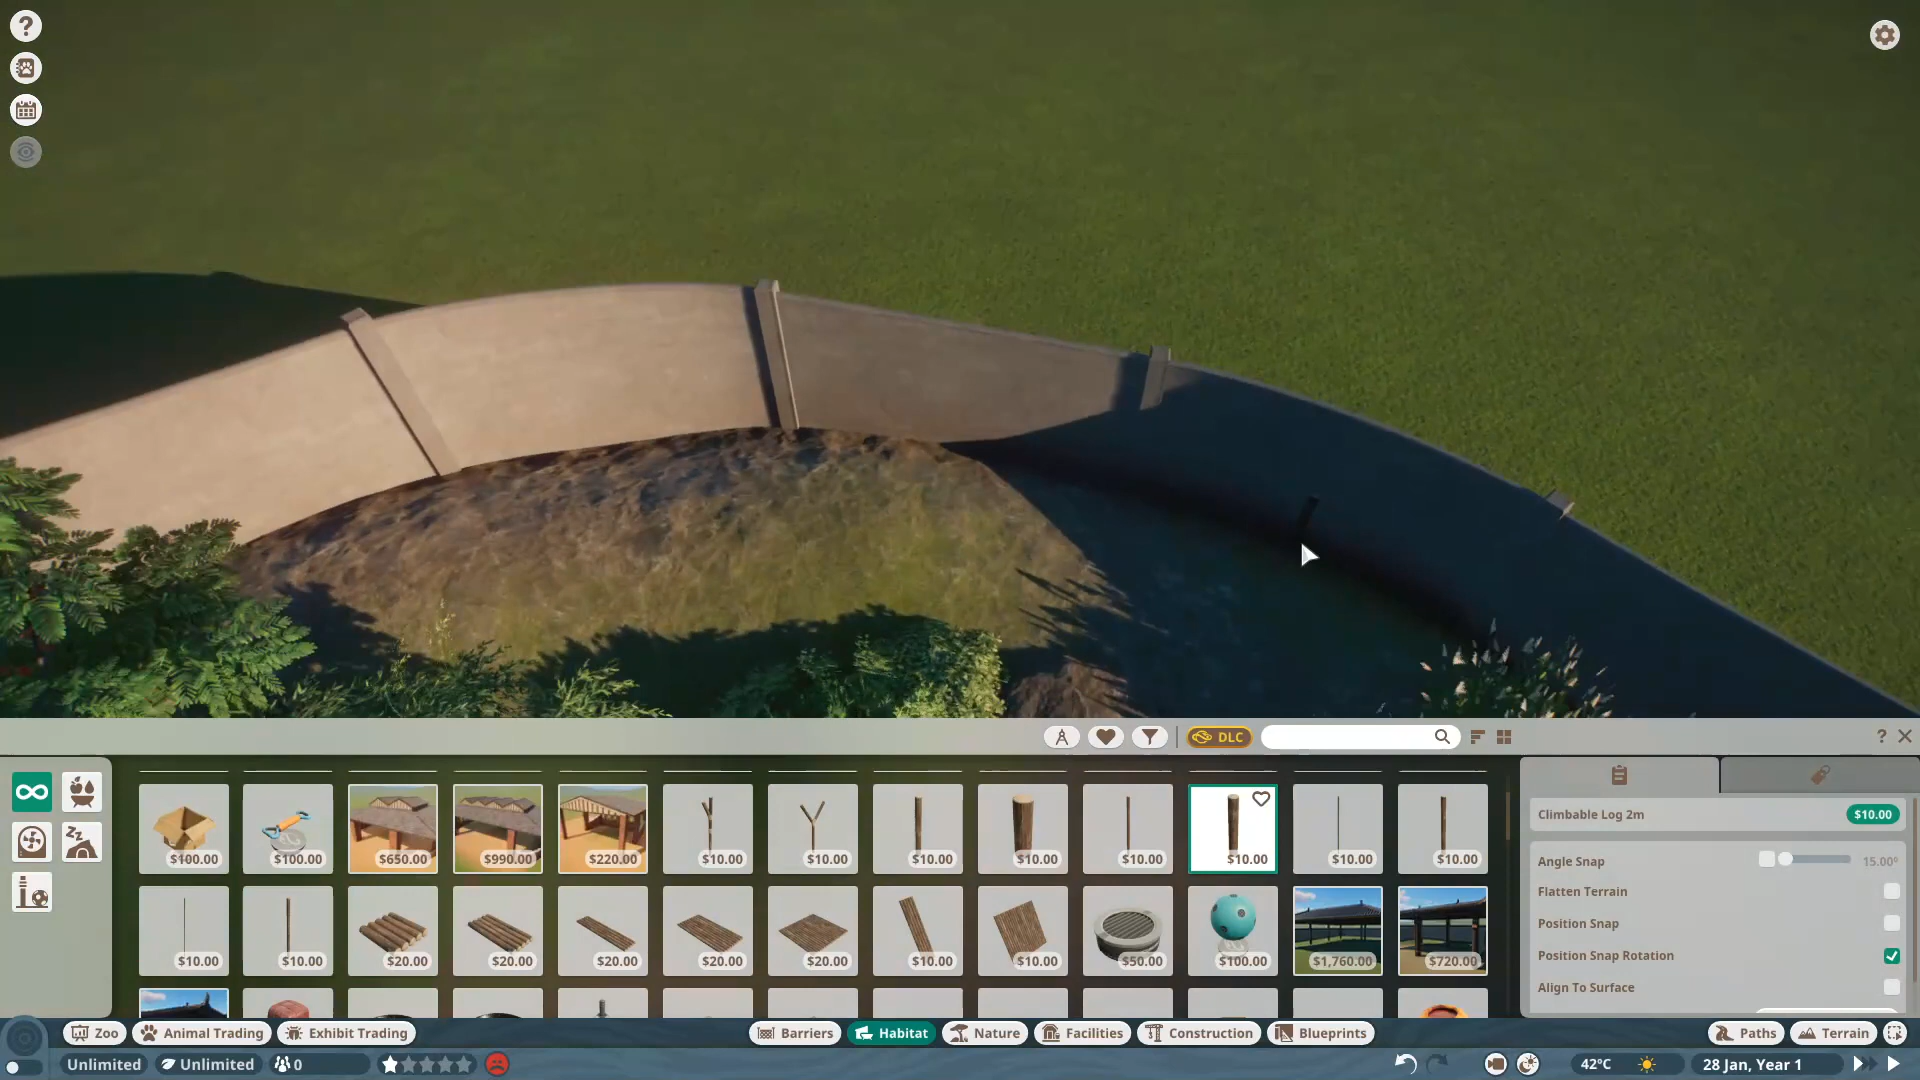 DLC
$100.00 $100.00 $650.00 $990.00 $220.00 $10.00 $10.00 $10.00 $10.00 $10.00 $10.00 $10.00 $10.00
$10.00 $10.00 $20.00 $20.00 $20.00 $20.00 $20.00 $10.00 $10.00 $50.00 $100.00 $1,760.00 $720.00
Climbable Log 2m $10.00
Angle Snap 15.00°
Flatten Terrain
Position Snap
Position Snap Rotation
Align To Surface
Zoo Animal Trading Exhibit Trading Barriers Habitat Nature Facilities Construction Blueprints Paths Terrain
Unlimited Unlimited 0 42°C 28 Jan, Year 1